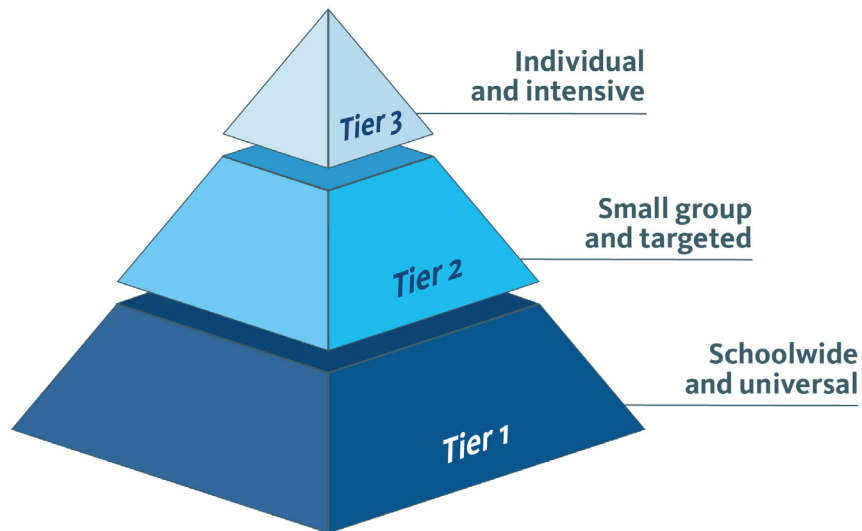 Individual
and intensive
Tier 3
Small group
and targeted
Tier 2
Schoolwide
and universal
Tier 1